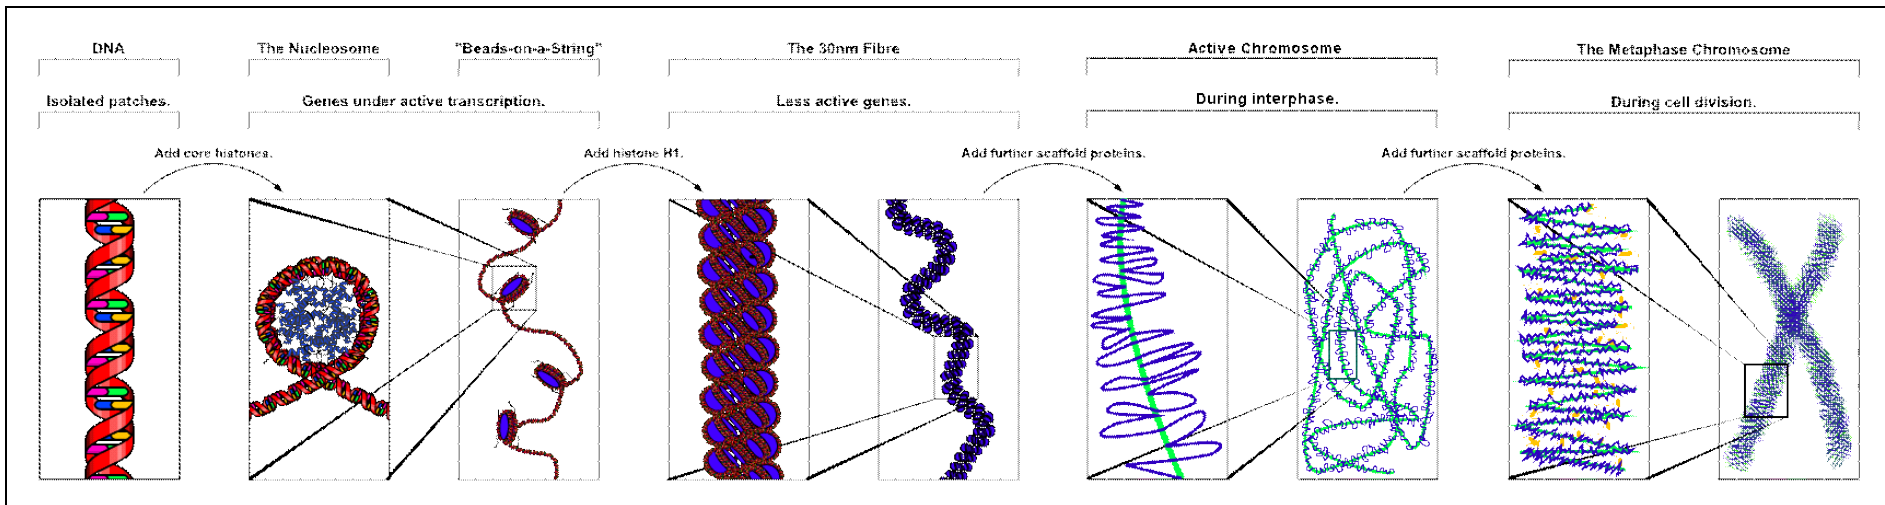 DNA
The Nucleosome
"Beads-on-a-String"
The 30nm Fibre
Active Chromosome
The Metaphase Chromosome
Isolated patches.
Genes under active transcription.
Less active genes.
During interphase.
During cell division.
Add core histones.
Add histone H1.
Add further scaffold proteins.
Add further scaffold proteins.